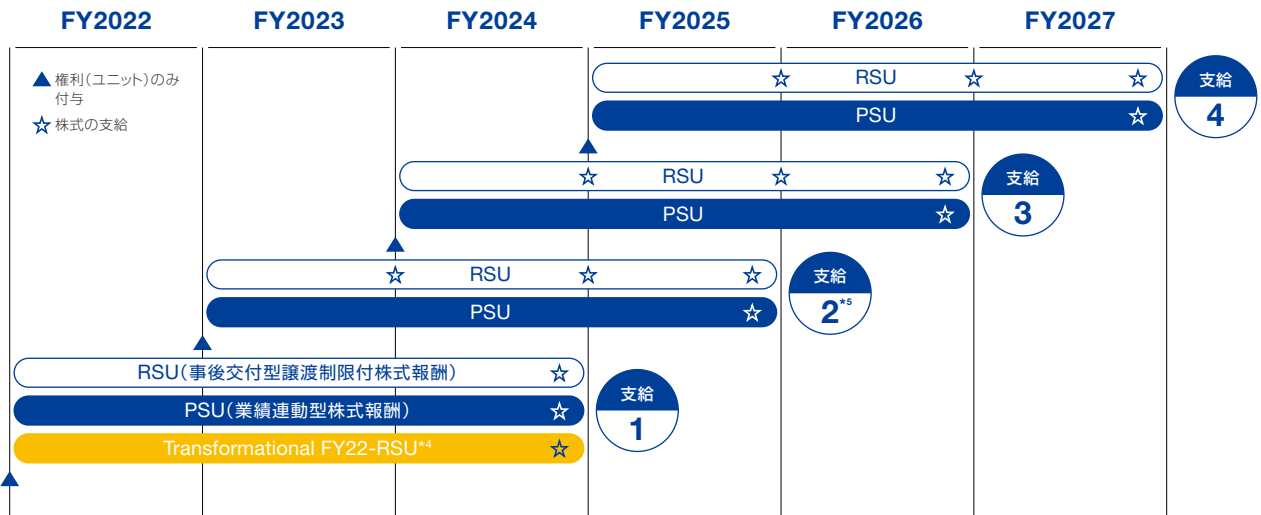 FY2022 FY2023 FY2024 FY2025 FY2026 FY2027
▲ 権利(ユニット)のみ
付与
☆ 株式の支給
RSU
PSU
支給
4
RSU
PSU
支給
3
RSU
PSU
支給
2*5
RSU(事後交付型譲渡制限付株式報酬)
PSU(業績連動型株式報酬)
Transformational FY22-RSU*4
支給
1